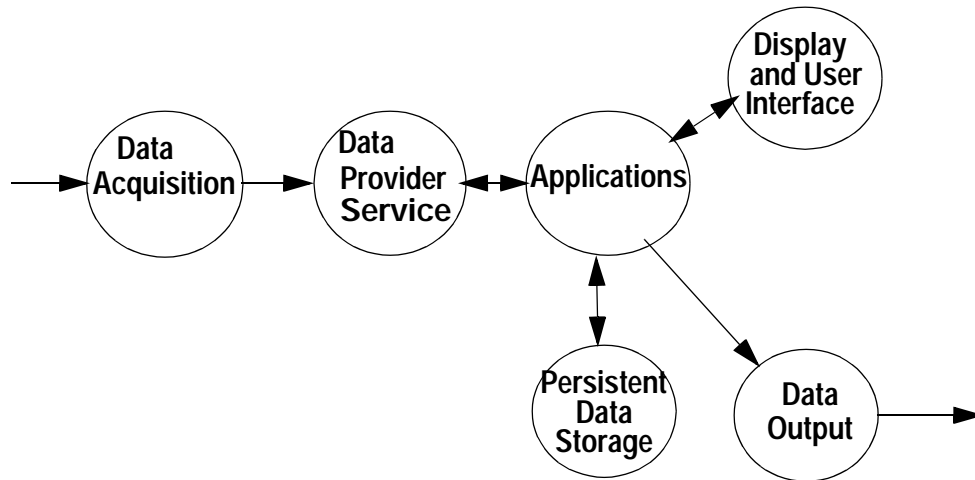 Data
Acquisition
Data
Provider
Service
Applications
Display
and User
Interface
Persistent
Data
Storage
Data
Output